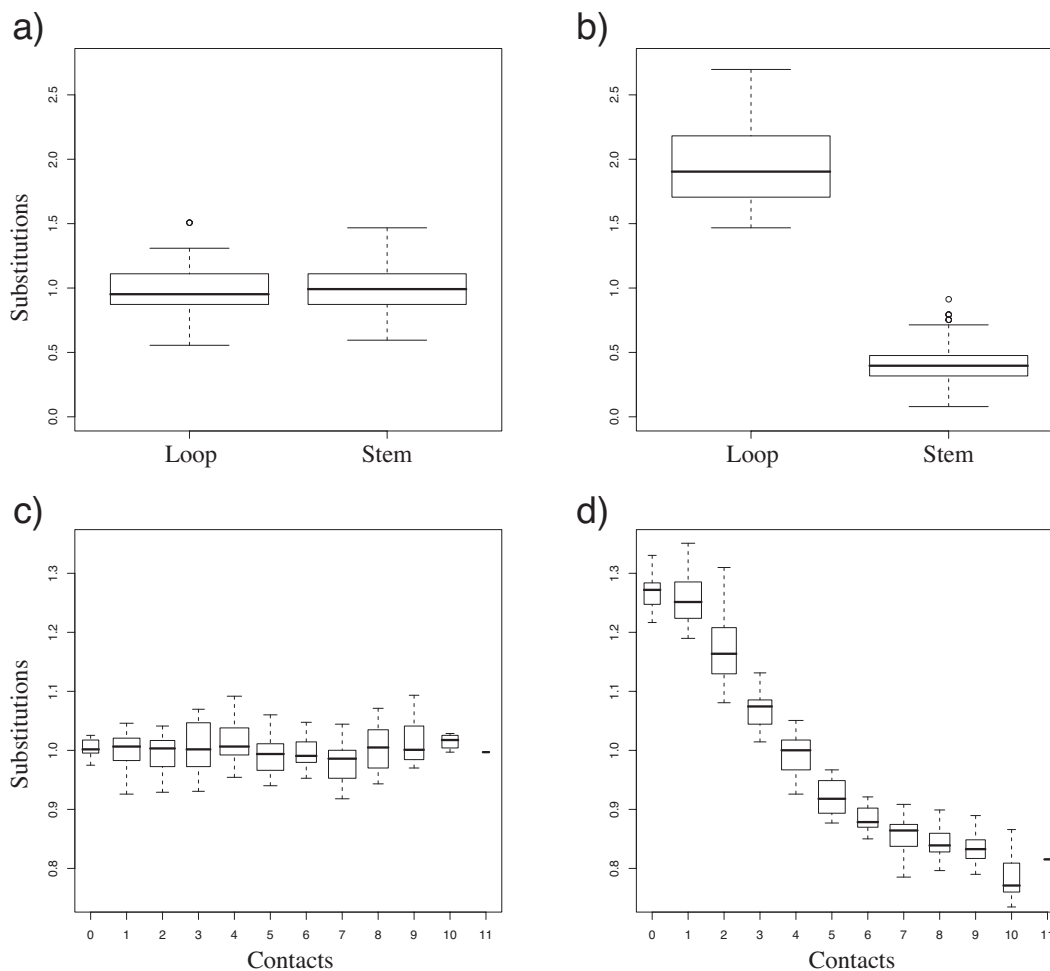 a)
Substitutions
0.0 0.5 1.0 1.5 2.0 2.5
Loop Stem
b)
0.0 0.5 1.0 1.5 2.0 2.5
Loop Stem
c)
Substitutions
0.8 0.9 1.0 1.1 1.2 1.3
0 1 2 3 4 5 6 7 8 9 10 11
Contacts
d)
0.8 0.9 1.0 1.1 1.2 1.3
0 1 2 3 4 5 6 7 8 9 10 11
Contacts